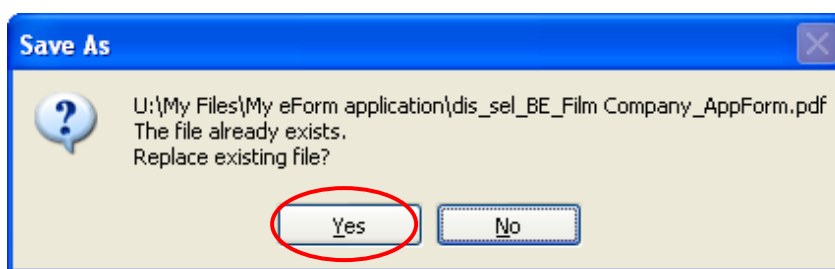 Save As
U:\My Files\My eForm application\dis_sel_BE_Film Company_AppForm.pdf
The file already exists.
Replace existing file?
Yes No